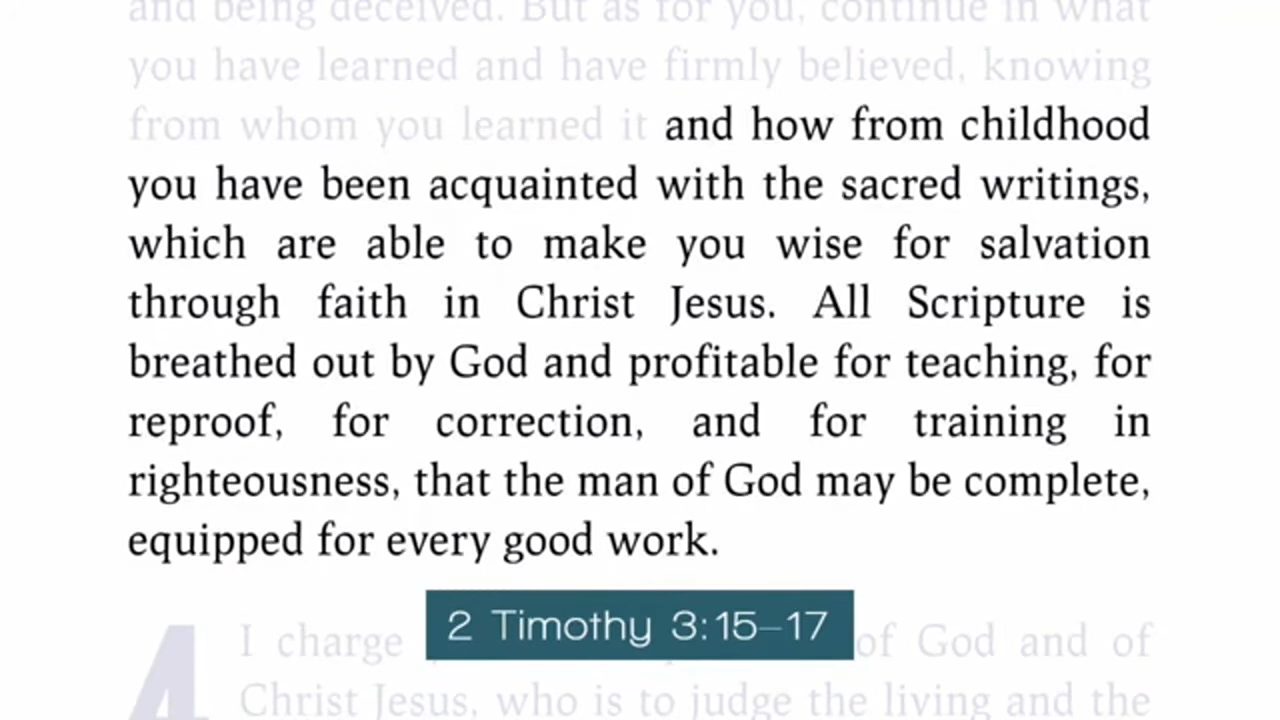 and being deceived. But as for you, continue in what
you have learned and have firmly believed, knowing
from whom you learned it and how from childhood
you have been acquainted with the sacred writings,
which are able to make you wise for salvation
through faith in Christ Jesus. All Scripture is
breathed out by God and profitable for teaching, for
reproof, for correction, and for training in
righteousness, that the man of God may be complete,
equipped for every good work.
2 Timothy 3:15–17
4 I charge of God and of
Christ Jesus, who is to judge the living and the